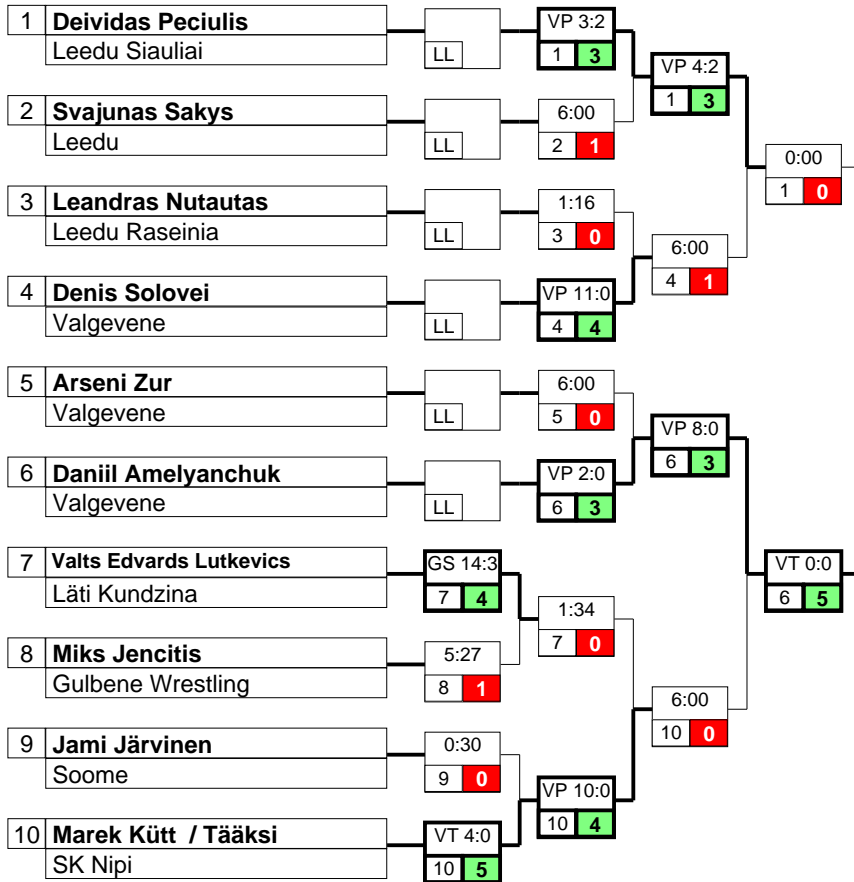 1 Deividas Peciulis
Leedu Siauliai
LL
VP 3:2
1 3
VP 4:2
1 3
2 Svajunas Sakys
Leedu
LL
6:00
2 1
0:00
1 0
3 Leandras Nutautas
Leedu Raseinia
LL
1:16
3 0
6:00
4 1
4 Denis Solovei
Valgevene
LL
VP 11:0
4 4
5 Arseni Zur
Valgevene
LL
6:00
5 0
VP 8:0
6 3
6 Daniil Amelyanchuk
Valgevene
LL
VP 2:0
6 3
7 Valts Edvards Lutkevics
Läti Kundzina
GS 14:3
7 4
VT 0:0
6 5
1:34
7 0
8 Miks Jencitis
Gulbene Wrestling
5:27
8 1
6:00
10 0
9 Jami Järvinen
Soome
0:30
9 0
VP 10:0
10 4
10 Marek Kütt / Tääksi
SK Nipi
VT 4:0
10 5